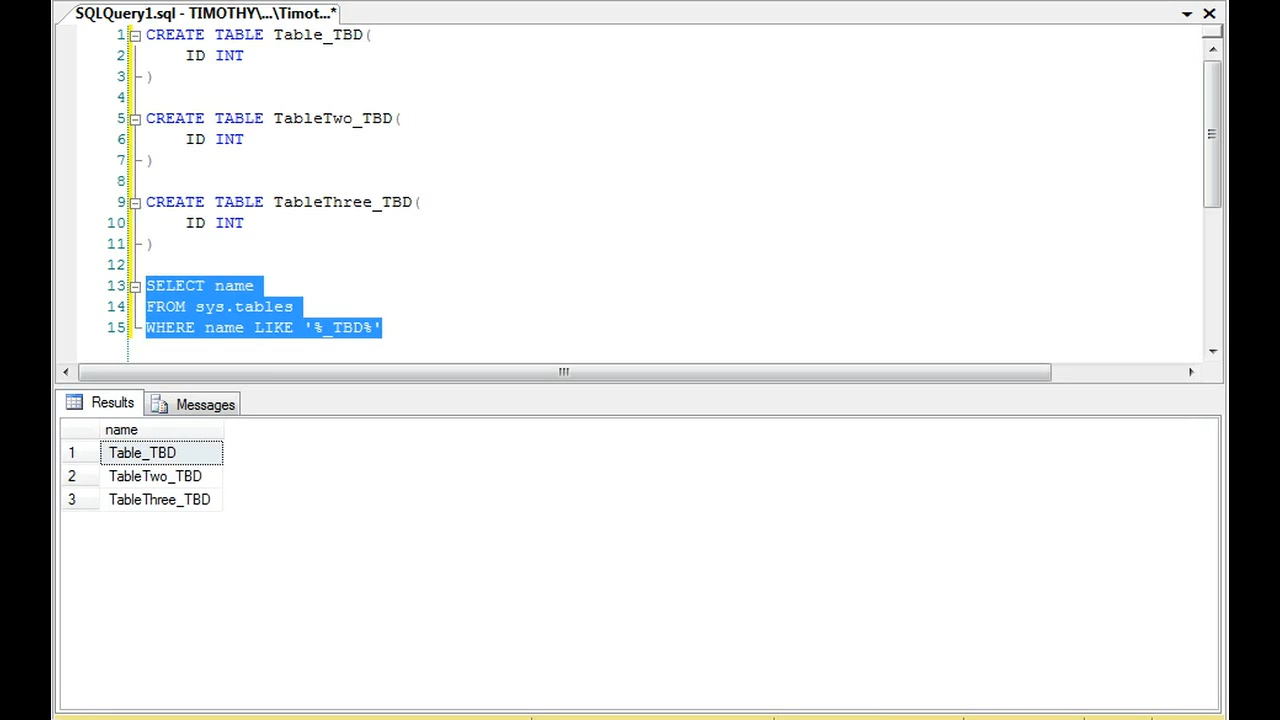 SQLQuery1.sql - TIMOTHY\...\Timot...*
1 CREATE TABLE Table_TBD(
2 ID INT
3 )
4
5 CREATE TABLE TableTwo_TBD(
6 ID INT
7 )
8
9 CREATE TABLE TableThree_TBD(
10 ID INT
11 )
12
13 SELECT name
14 FROM sys.tables
15 WHERE name LIKE '%_TBD%'
Results Messages
name
1 Table_TBD
2 TableTwo_TBD
3 TableThree_TBD